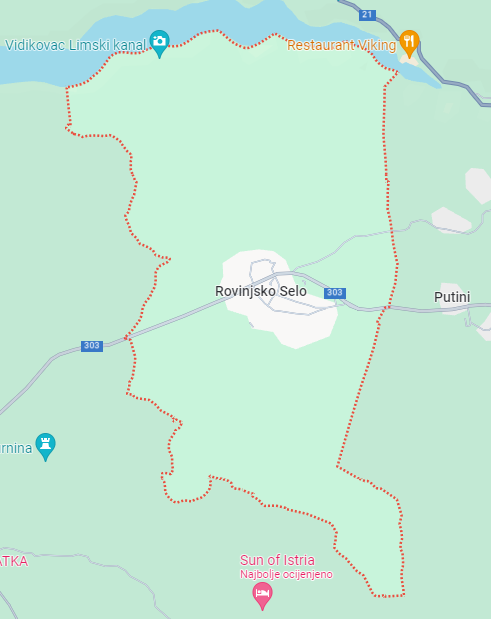 21
Vidikovac Limski kanal
Restaurant Viking
Rovinjsko Selo
303
Putini
303
rnina
ATKA
Sun of Istria
Najbolje ocijenjeno